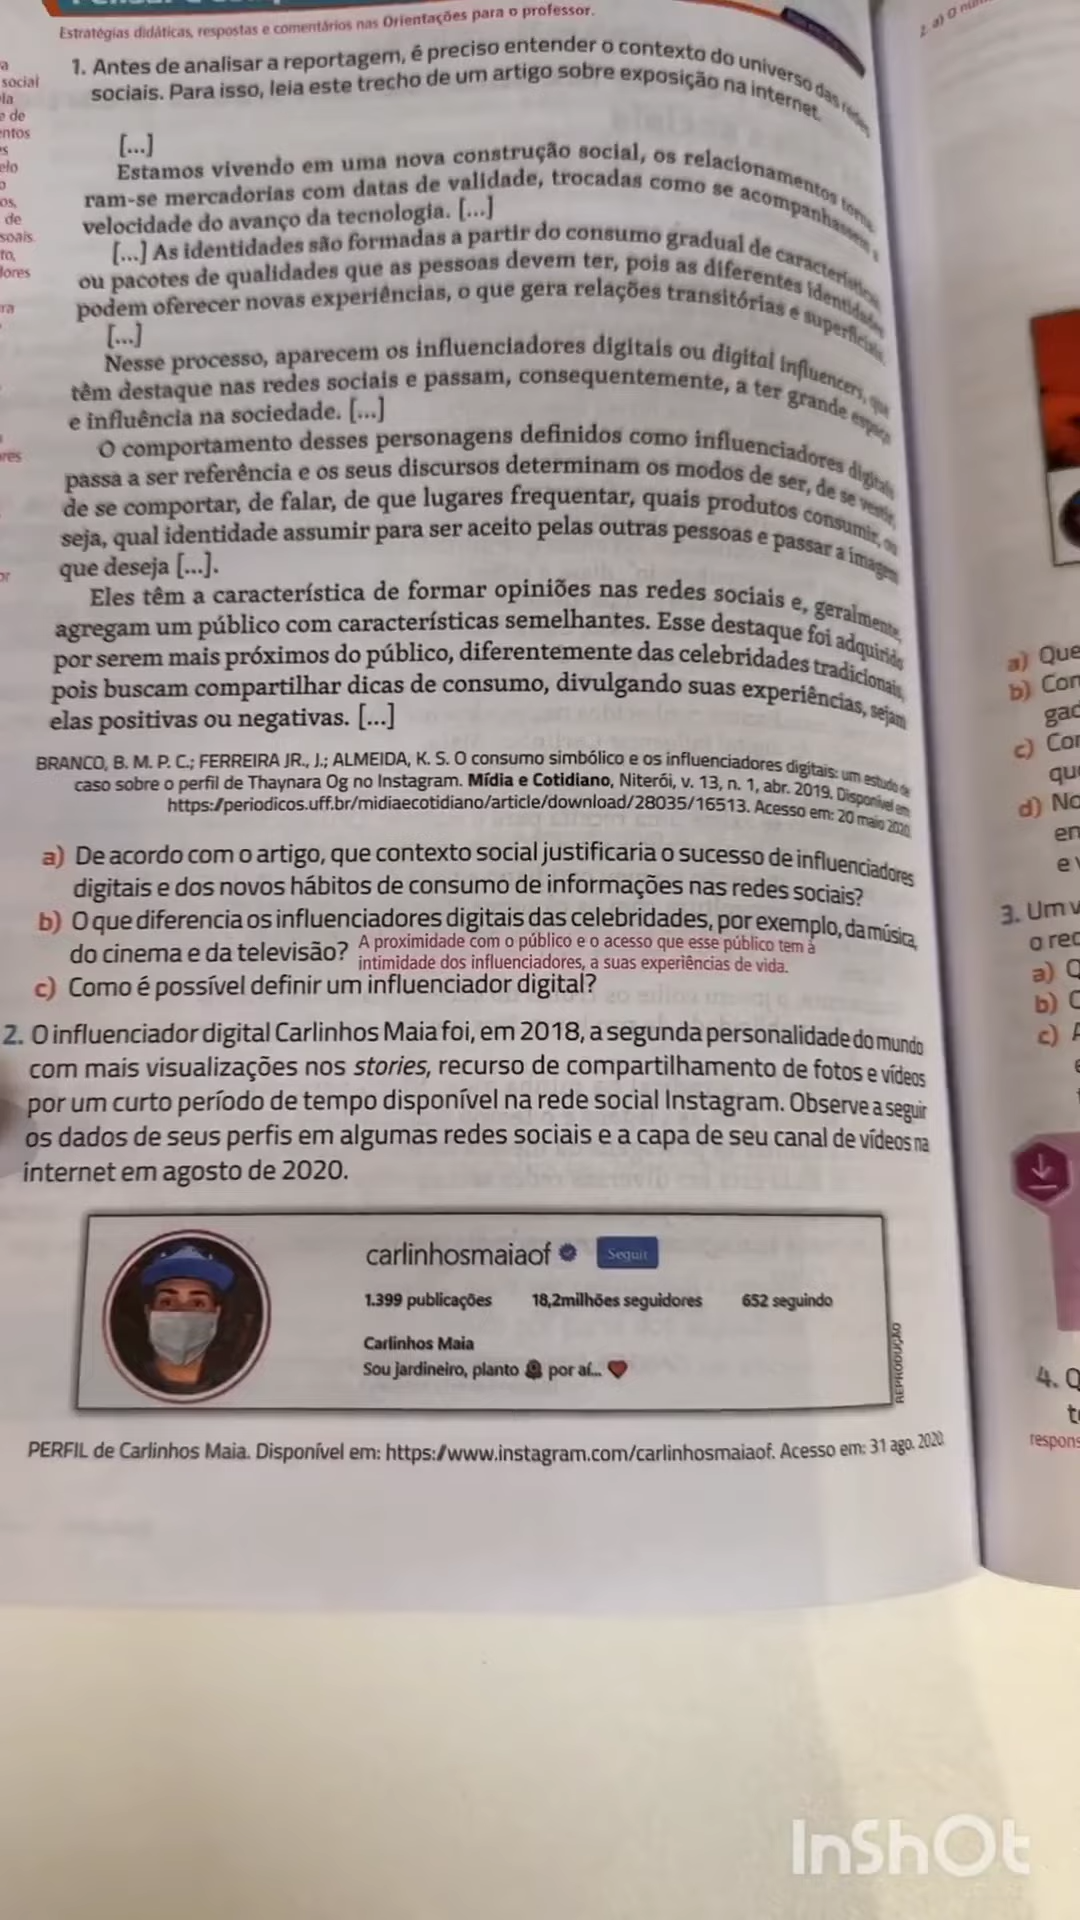 Estratégias didáticas, respostas e comentários nas Orientações para o professor.
1. Antes de analisar a reportagem, é preciso entender o contexto do universo das redes
sociais. Para isso, leia este trecho de um artigo sobre exposição na internet.
[...]
Estamos vivendo em uma nova construção social, os relacionamentos torna-
ram-se mercadorias com datas de validade, trocadas como se acompanhassem a
velocidade do avanço da tecnologia. [...]
[...] As identidades são formadas a partir do consumo gradual de características
ou pacotes de qualidades que as pessoas devem ter, pois as diferentes identidades
podem oferecer novas experiências, o que gera relações transitórias e superficiais.
[...]
Nesse processo, aparecem os influenciadores digitais ou digital influencers, que
têm destaque nas redes sociais e passam, consequentemente, a ter grande espaço
e influência na sociedade. [...]
O comportamento desses personagens definidos como influenciadores digitais
passa a ser referência e os seus discursos determinam os modos de ser, de se vestir,
de se comportar, de falar, de que lugares frequentar, quais produtos consumir, ou
seja, qual identidade assumir para ser aceito pelas outras pessoas e passar a imagem
que deseja [...].
Eles têm a característica de formar opiniões nas redes sociais e, geralmente,
agregam um público com características semelhantes. Esse destaque foi adquirido
por serem mais próximos do público, diferentemente das celebridades tradicionais,
pois buscam compartilhar dicas de consumo, divulgando suas experiências, sejam
elas positivas ou negativas. [...]
BRANCO, B. M. P. C.; FERREIRA JR., J.; ALMEIDA, K. S. O consumo simbólico e os influenciadores digitais: um estudo de
caso sobre o perfil de Thaynara Og no Instagram. Mídia e Cotidiano, Niterói, v. 13, n. 1, abr. 2019. Disponível em:
https://periodicos.uff.br/midiaecotidiano/article/download/28035/16513. Acesso em: 20 maio 2020.
a) De acordo com o artigo, que contexto social justificaria o sucesso de influenciadores
digitais e dos novos hábitos de consumo de informações nas redes sociais?
b) O que diferencia os influenciadores digitais das celebridades, por exemplo, da música,
do cinema e da televisão? A proximidade com o público e o acesso que esse público tem à
intimidade dos influenciadores, a suas experiências de vida.
c) Como é possível definir um influenciador digital?
2. O influenciador digital Carlinhos Maia foi, em 2018, a segunda personalidade do mundo
com mais visualizações nos stories, recurso de compartilhamento de fotos e vídeos
por um curto período de tempo disponível na rede social Instagram. Observe a seguir
os dados de seus perfis em algumas redes sociais e a capa de seu canal de vídeos na
internet em agosto de 2020.
carlinhosmaiaof Seguir
1.399 publicações 18,2milhões seguidores 652 seguindo
Carlinhos Maia
Sou jardineiro, planto por aí...
REPRODUÇÃO
PERFIL de Carlinhos Maia. Disponível em: https://www.instagram.com/carlinhosmaiaof. Acesso em: 31 ago. 2020.
social
de
2. a) O
a) Que
b)
c)
d)
3. Um
a)
b)
c)
4.
InShOt